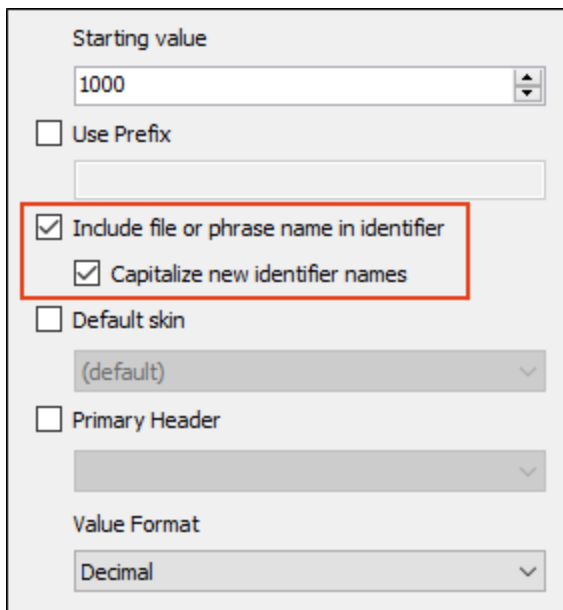 Starting value
1000
Use Prefix
Include file or phrase name in identifier
Capitalize new identifier names
Default skin
(default)
Primary Header
Value Format
Decimal